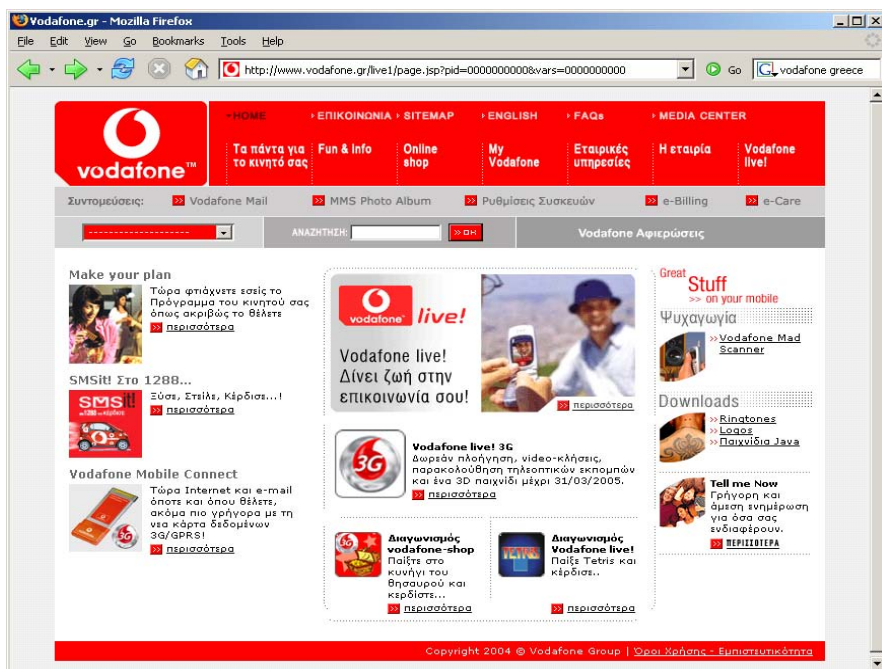 Vodafone.gr - Mozilla Firefox
File Edit View Go Bookmarks Tools Help
http://www.vodafone.gr/live1/page.jsp?pid=0000000000&vars=0000000000 Go vodafone greece
HOME ΕΠΙΚΟΙΝΩΝΙΑ SITEMAP ENGLISH FAQs MEDIA CENTER
vodafone™
Τα πάντα για το κινητό σας
Fun & Info
Online shop
My Vodafone
Εταιρικές υπηρεσίες
Η εταιρία
Vodafone live!
Συντομεύσεις: Vodafone Mail MMS Photo Album Ρυθμίσεις Συσκευών e-Billing e-Care
--------------------
ΑΝΑΖΗΤΗΣΗ: Vodafone Αφιερώσεις
Make your plan
Τώρα φτιάχνετε εσείς το
Πρόγραμμα του κινητού σας
όπως ακριβώς το θέλετε
περισσότερα
SMSit! Στο 1288...
SMSit!
Ξύσε, Στείλε, Κέρδισε...!
περισσότερα
Vodafone Mobile Connect
Τώρα Internet και e-mail
όποτε και όπου θέλετε,
ακόμα πιο γρήγορα με τη
νεα κάρτα δεδομένων
3G/GPRS!
περισσότερα
vodafone live!
Vodafone live!
Δίνει ζωή στην
επικοινωνία σου!
περισσότερα
3G
Vodafone live! 3G
Δωρεάν πλοήγηση, video-κλήσεις,
παρακολούθηση τηλεοπτικών εκπομπών
και ένα 3D παιχνίδι μέχρι 31/03/2005.
περισσότερα
3G
Διαγωνισμός
vodafone-shop
Παίξτε στο
κυνήγι του
θησαυρού και
κερδίστε...
περισσότερα
TETRIS
Διαγωνισμός
Vodafone live!
Παίξε Tetris και
κέρδισε..
περισσότερα
Great
Stuff
>> on your mobile
Ψυχαγωγία
Vodafone Mad
Scanner
Downloads
Ringtones
Logos
Παιχνίδια Java
Tell me Now
Γρήγορη και
άμεση ενημέρωση
για όσα σας
ενδιαφέρουν.
ΠΕΡΙΣΣΟΤΕΡΑ
Copyright 2004 @ Vodafone Group | Όροι Χρήσης - Εμπιστευτικότητα